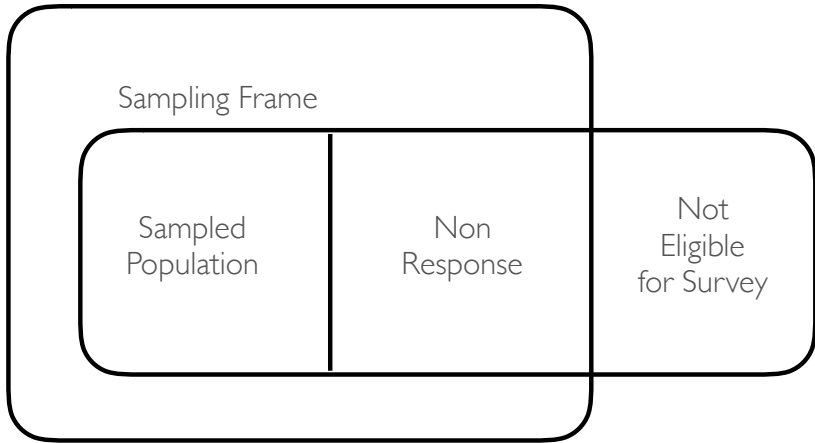 Sampling Frame
Sampled
Population
Non
Response
Not
Eligible
for Survey